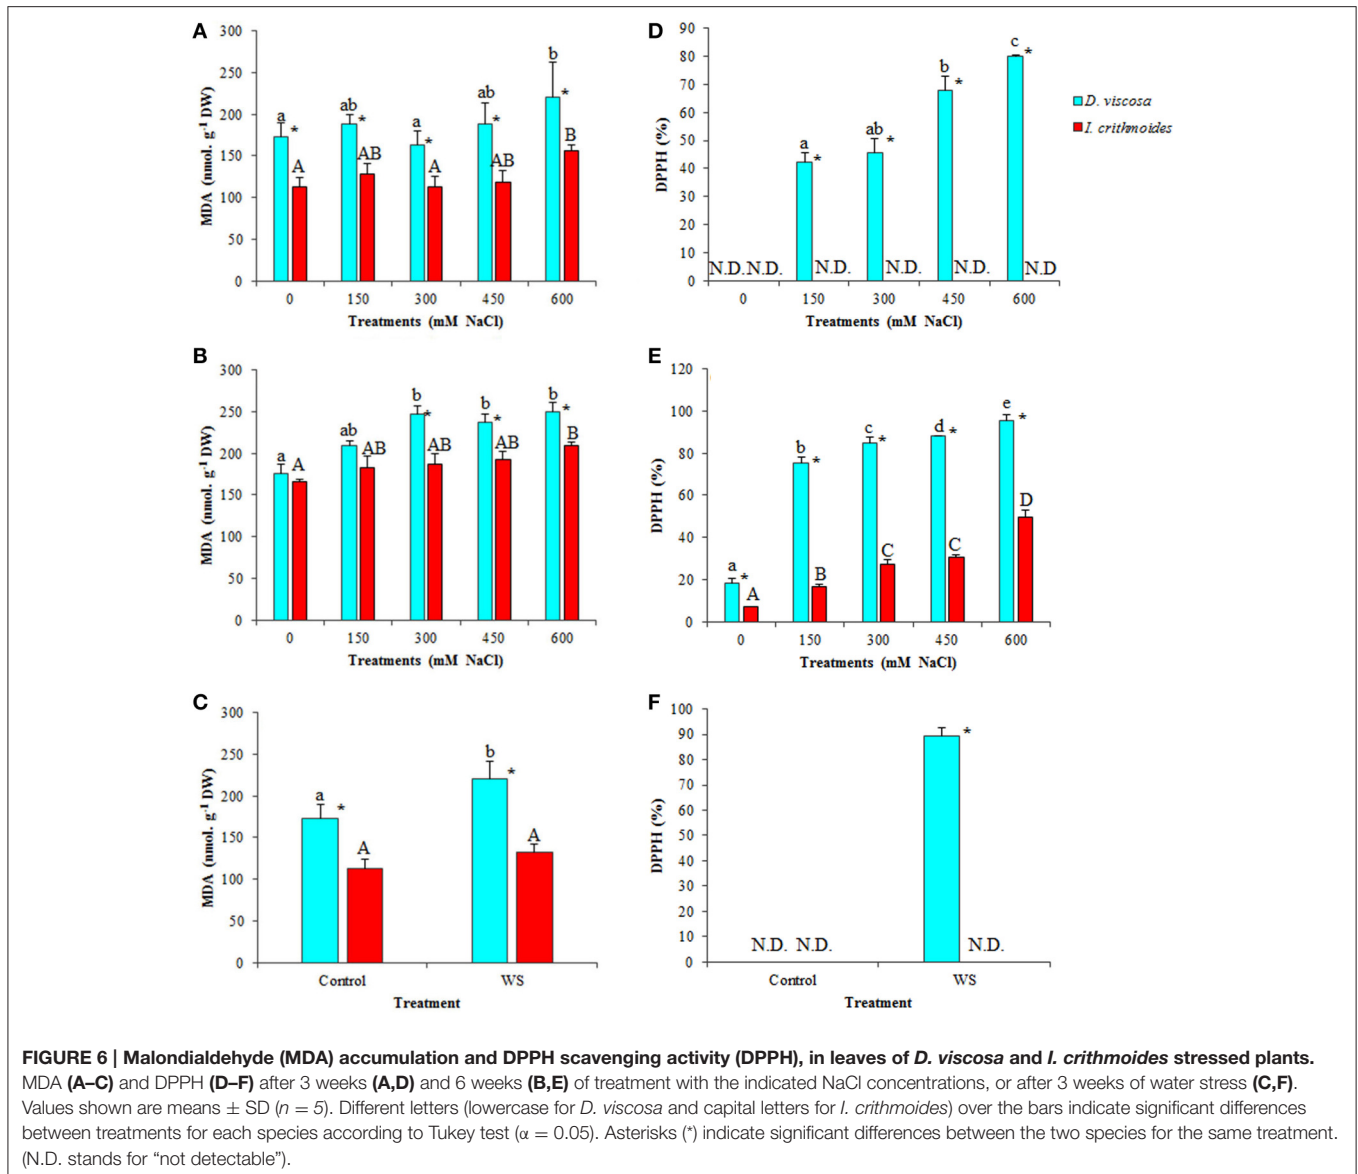 A
300
250
200
150
100
50
0
MDA (nmol. g⁻¹ DW)
a * A
ab * AB
a * A
ab * AB
b * B
0 150 300 450 600
Treatments (mM NaCl)
D
90
80
70
60
50
40
30
20
10
0
DPPH (%)
N.D. N.D.
a * N.D.
ab * N.D.
b * N.D.
c * N.D
0 150 300 450 600
Treatments (mM NaCl)
D. viscosa
I. crithmoides
B
300
250
200
150
100
50
0
MDA (nmol. g⁻¹ DW)
a A
ab AB
b * AB
b * AB
b * B
0 150 300 450 600
Treatments (mM NaCl)
E
120
100
80
60
40
20
0
DPPH (%)
a * A
b * B
c * C
d * C
e * D
0 150 300 450 600
Treatments (mM NaCl)
C
300
250
200
150
100
50
0
MDA (nmol. g⁻¹ DW)
a * A
b * A
Control WS
Treatment
F
100
90
80
70
60
50
40
30
20
10
0
DPPH (%)
N.D. N.D.
* N.D.
Control WS
Treatment
FIGURE 6 | Malondialdehyde (MDA) accumulation and DPPH scavenging activity (DPPH), in leaves of D. viscosa and I. crithmoides stressed plants.
MDA (A–C) and DPPH (D–F) after 3 weeks (A,D) and 6 weeks (B,E) of treatment with the indicated NaCl concentrations, or after 3 weeks of water stress (C,F).
Values shown are means ± SD (n = 5). Different letters (lowercase for D. viscosa and capital letters for I. crithmoides) over the bars indicate significant differences
between treatments for each species according to Tukey test (α = 0.05). Asterisks (*) indicate significant differences between the two species for the same treatment.
(N.D. stands for “not detectable”).